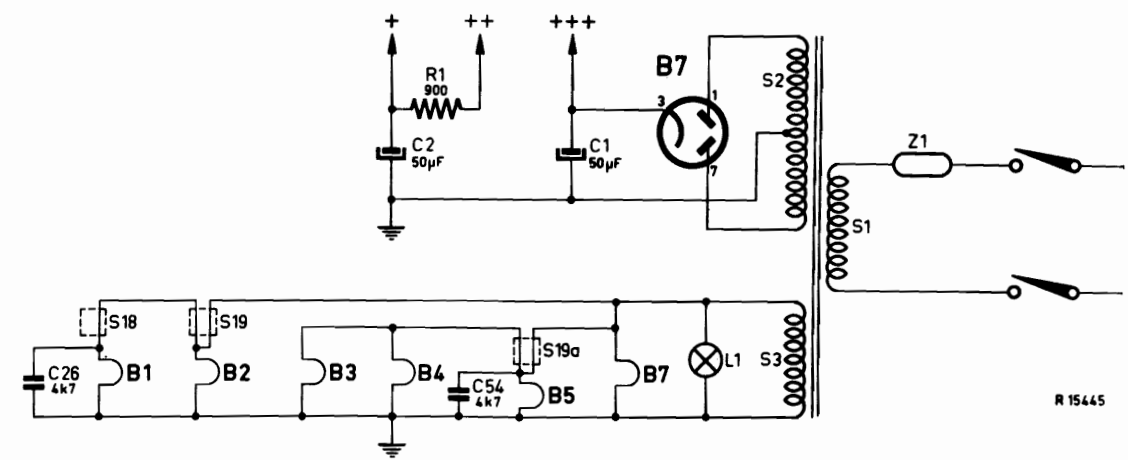 + ++ +++
R1
900
B7
3 1
S2
C2
50µF
C1
50µF
7
Z1
S1
S18 S19
S19a
C26
4k7
B1 B2 B3 B4
C54
4k7
B5
B7 L1 S3
R 15445